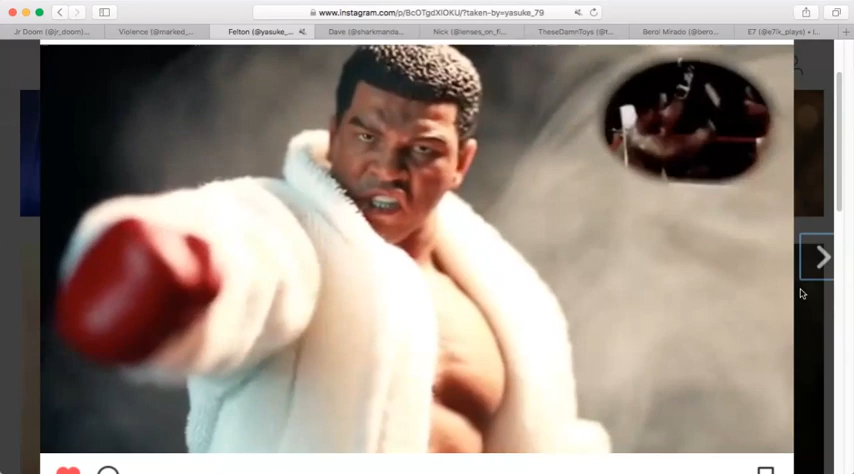 www.instagram.com/p/BcOTgdXlOKU/?taken-by=yasuke_79
Jr Doom (@jr_doom)...
Violence (@marked_...
Felton (@yasuke_...
Dave (@sharkmanda...
Nick (@lenses_on_fi...
TheseDamnToys (@t...
Berol Mirado (@bero...
E7 (@e7ik_plays) • I...